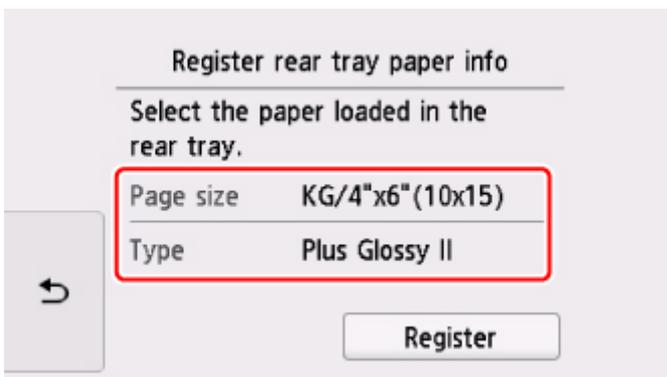 Register rear tray paper info
Select the paper loaded in the
rear tray.
Page size KG/4"x6"(10x15)
Type Plus Glossy II
Register